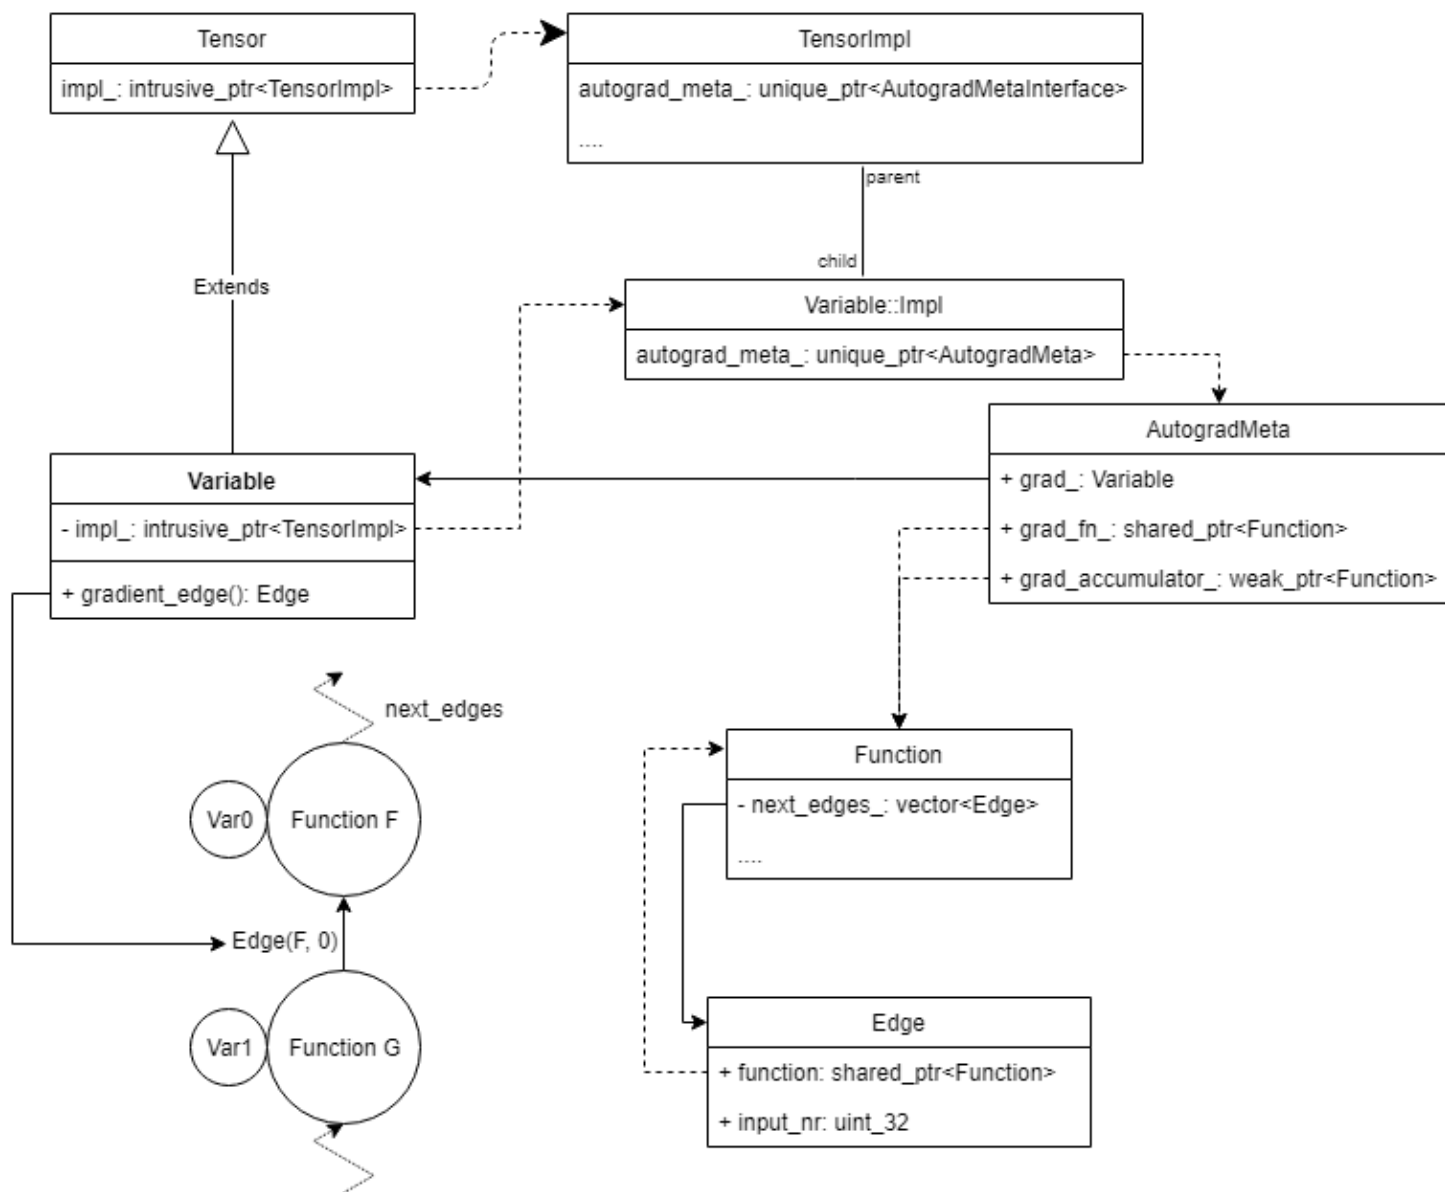 Tensor
impl_: intrusive_ptr<TensorImpl>
TensorImpl
autograd_meta_: unique_ptr<AutogradMetaInterface>
....
parent
child
Extends
Variable::Impl
autograd_meta_: unique_ptr<AutogradMeta>
AutogradMeta
+ grad_: Variable
+ grad_fn_: shared_ptr<Function>
+ grad_accumulator_: weak_ptr<Function>
Variable
- impl_: intrusive_ptr<TensorImpl>
+ gradient_edge(): Edge
next_edges
Var0
Function F
Edge(F, 0)
Var1
Function G
Function
- next_edges_: vector<Edge>
....
Edge
+ function: shared_ptr<Function>
+ input_nr: uint_32